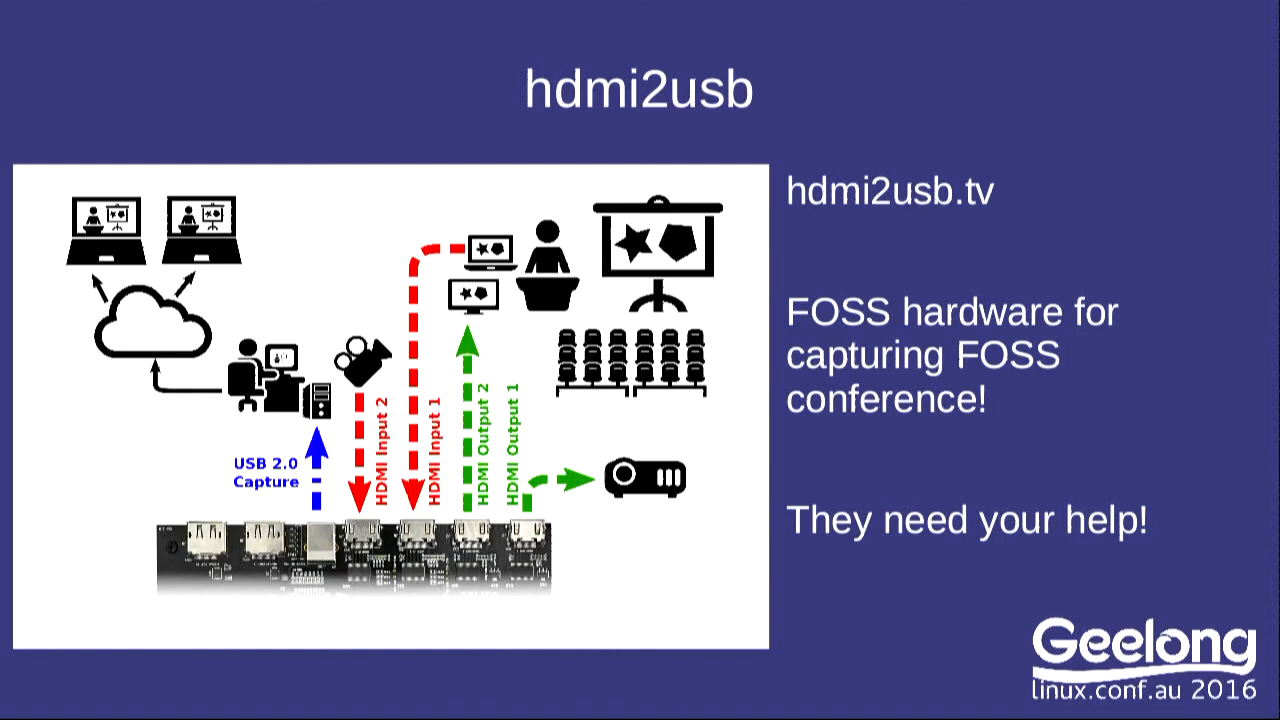 hdmi2usb
hdmi2usb.tv
FOSS hardware for
capturing FOSS
conference!
They need your help!
USB 2.0
Capture
HDMI Input 2
HDMI Input 1
HDMI Output 2
HDMI Output 1
Geelong
linux.conf.au 2016